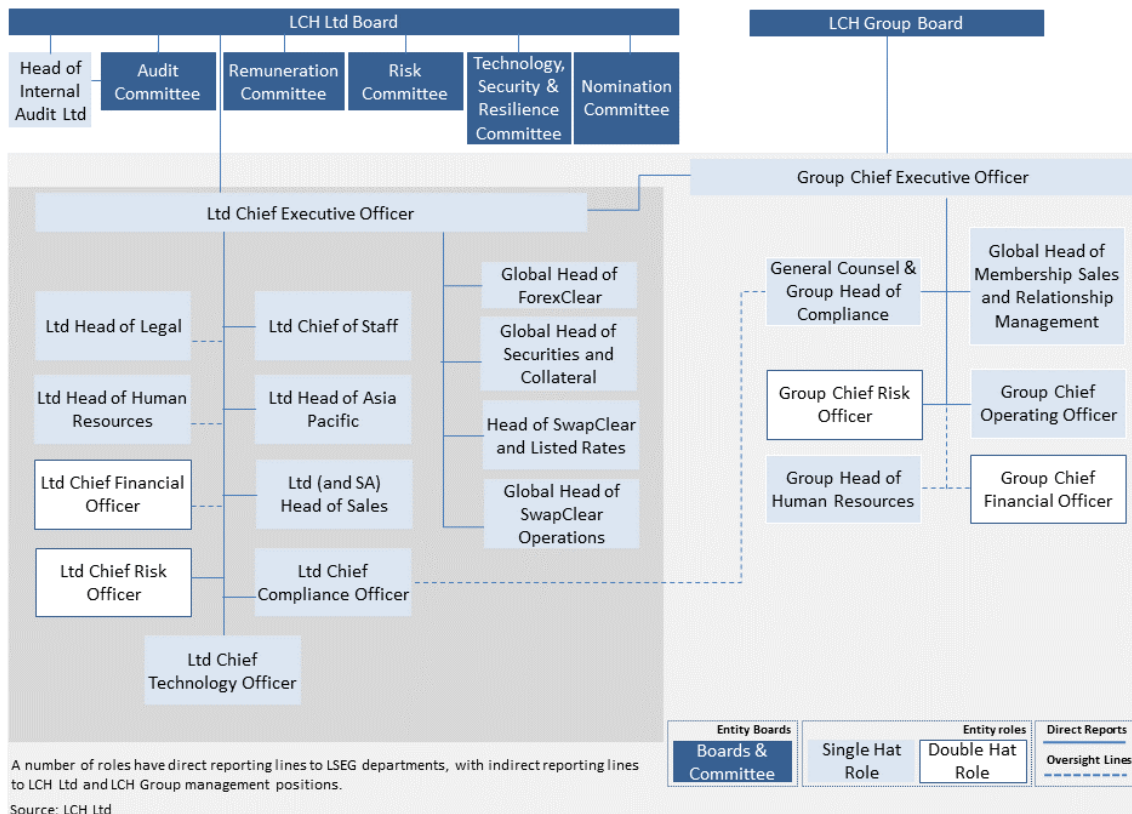 LCH Ltd Board
LCH Group Board
Head of
Internal
Audit Ltd
Audit
Committee
Remuneration
Committee
Risk
Committee
Technology,
Security &
Resilience
Committee
Nomination
Committee
Group Chief Executive Officer
Ltd Chief Executive Officer
Ltd Head of Legal
Ltd Chief of Staff
Global Head of
ForexClear
General Counsel &
Group Head of
Compliance
Global Head of
Membership Sales
and Relationship
Management
Ltd Head of Human
Resources
Ltd Head of Asia
Pacific
Global Head of
Securities and
Collateral
Group Chief Risk
Officer
Group Chief
Operating Officer
Ltd Chief Financial
Officer
Ltd (and SA)
Head of Sales
Head of SwapClear
and Listed Rates
Group Head of
Human Resources
Group Chief
Financial Officer
Ltd Chief Risk
Officer
Ltd Chief
Compliance Officer
Global Head of
SwapClear
Operations
Ltd Chief
Technology Officer
Entity Boards
Boards &
Committee
Entity roles
Single Hat
Role
Double Hat
Role
Direct Reports
Oversight Lines
A number of roles have direct reporting lines to LSEG departments, with indirect reporting lines
to LCH Ltd and LCH Group management positions.
Source: LCH Ltd